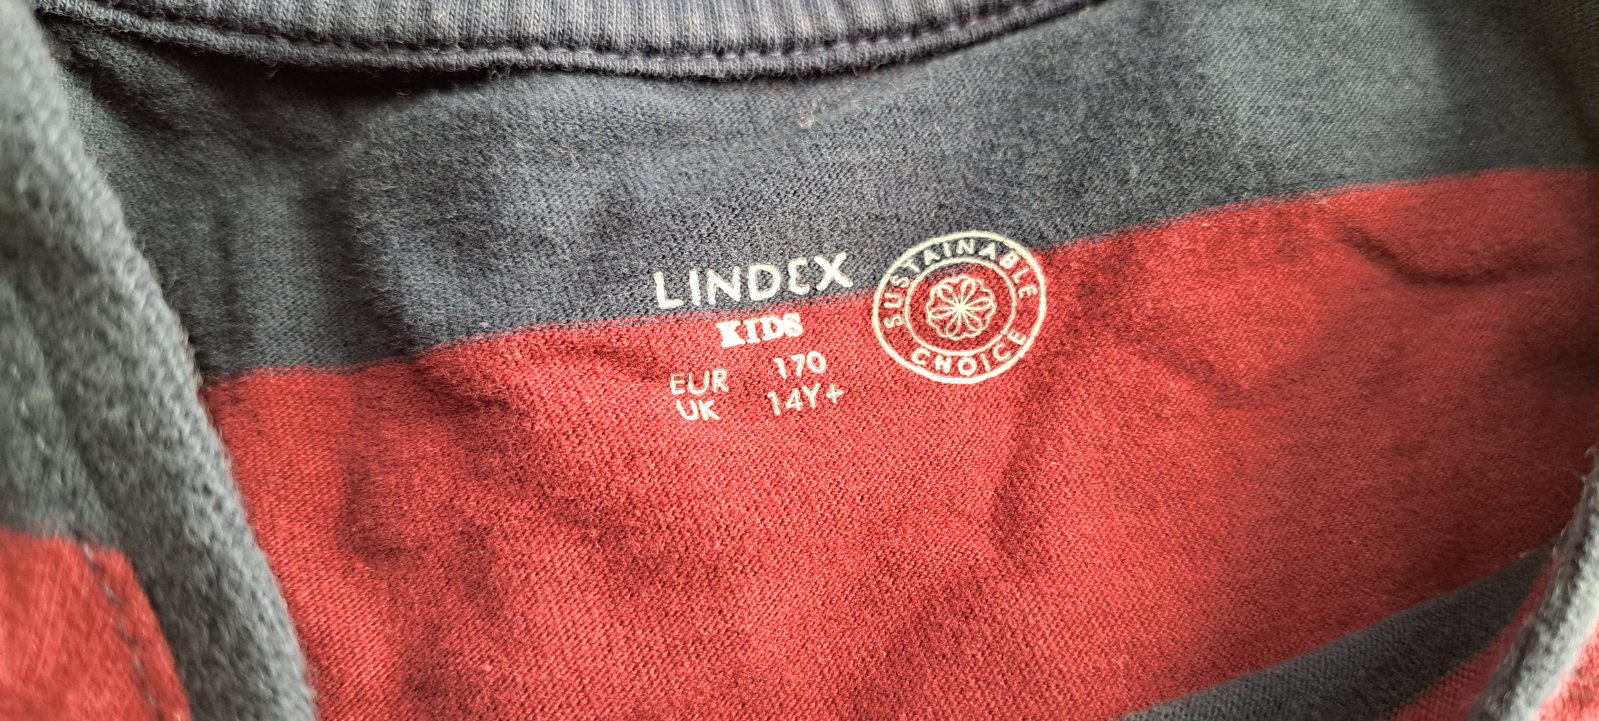 LINDEX
KIDS
EUR 170
UK 14Y+
SUSTAINABLE
CHOICE